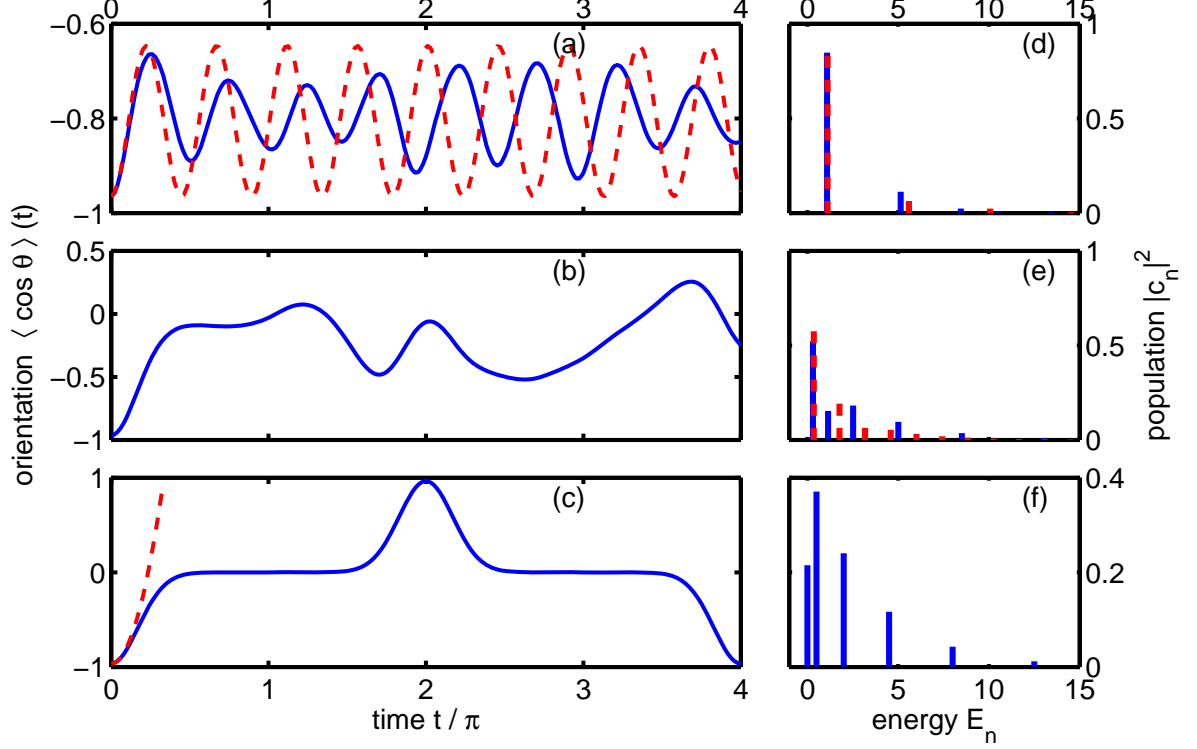 0 1 2 3 4
−0.6
−0.8
−1
(a)
0.5
0
−0.5
−1
(b)
1
0
−1
(c)
0 1 2 3 4
time t / π
orientation ⟨ cos θ ⟩ (t)
0 5 10 15
1
0.5
0
(d)
1
0.5
0
(e)
0.4
0.2
0
(f)
0 5 10 15
energy E_n
population |c_n|^2